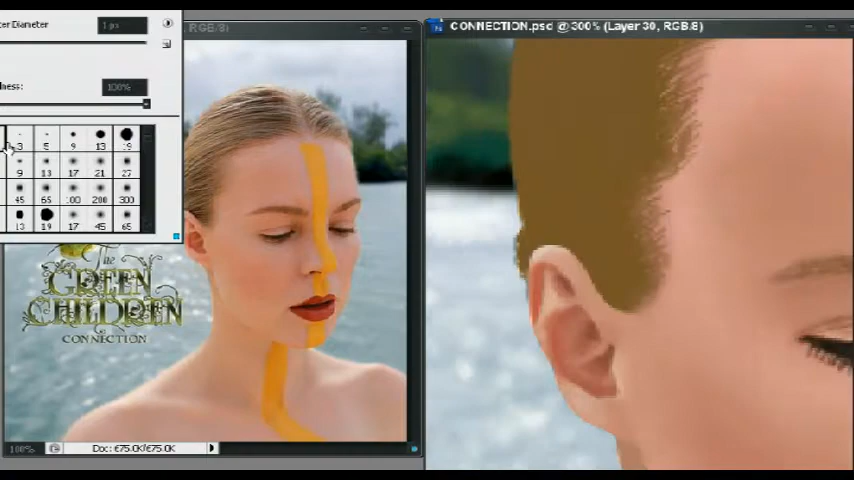 CONNECTION.psd @ 300% (Layer 30, RGB/8)
RGB/8)
er Diameter
1 px
ness:
100%
3 5 9 13 19
9 13 17 21 27
45 65 100 200 300
13 19 17 45 65
The
GREEN
CHILDREN
CONNECTION
100%
Doc: 675.0K/675.0K